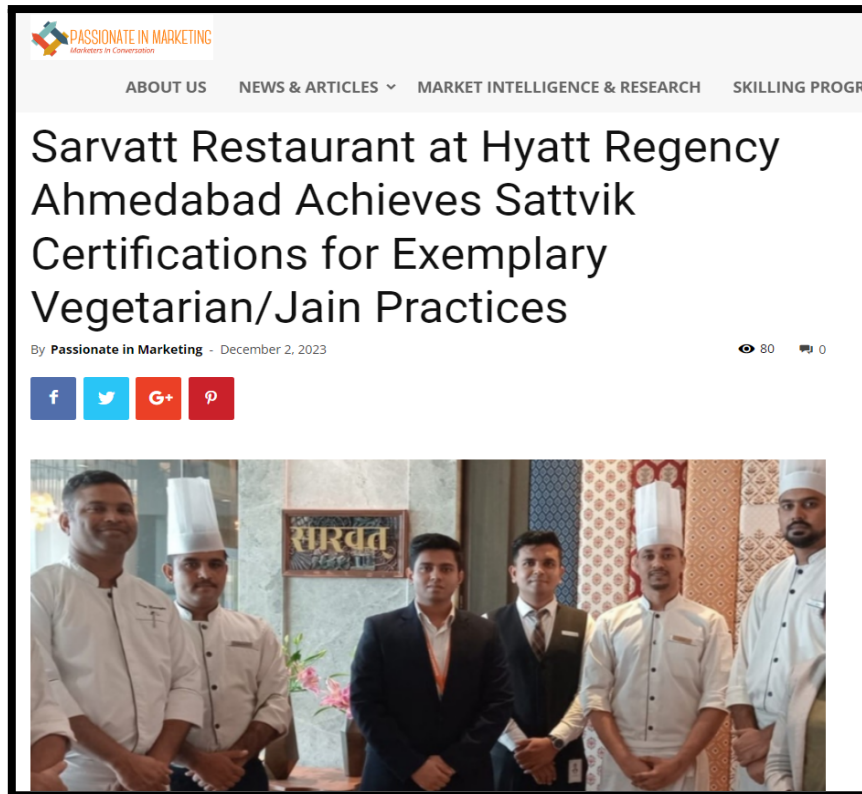 PASSIONATE IN MARKETING
Marketers In Conversation
ABOUT US NEWS & ARTICLES MARKET INTELLIGENCE & RESEARCH SKILLING PROGR
Sarvatt Restaurant at Hyatt Regency
Ahmedabad Achieves Sattvik
Certifications for Exemplary
Vegetarian/Jain Practices
By Passionate in Marketing - December 2, 2023 80 0
f G+
सारवत्